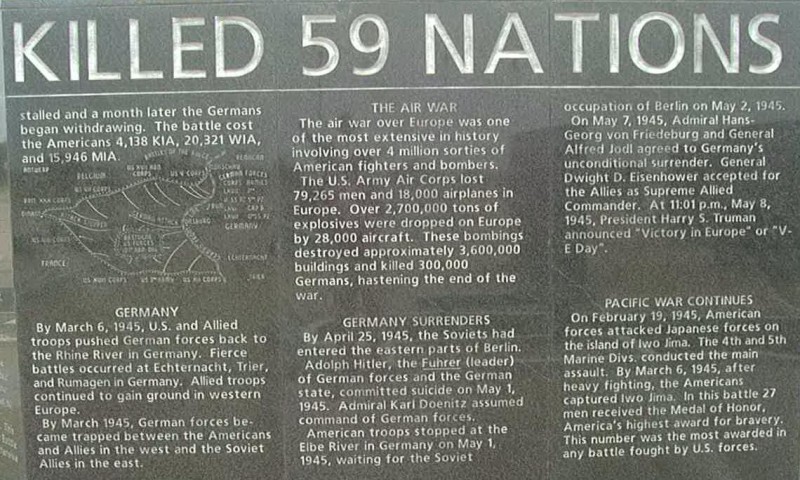 KILLED 59 NATIONS
stalled and a month later the Germans
began withdrawing. The battle cost
the Americans 4,138 KIA, 20,321 WIA,
and 15,946 MIA.
BELGIUM
GERMANY
FRANCE
GERMANY
By March 6, 1945, U.S. and Allied
troops pushed German forces back to
the Rhine River in Germany. Fierce
battles occurred at Echternacht, Trier,
and Rumagen in Germany. Allied troops
continued to gain ground in western
Europe.
By March 1945, German forces be-
came trapped between the Americans
and Allies in the west and the Soviet
Allies in the east.
THE AIR WAR
The air war over Europe was one
of the most extensive in history
involving over 4 million sorties of
American fighters and bombers.
The U.S. Army Air Corps lost
79,265 men and 18,000 airplanes in
Europe. Over 2,700,000 tons of
explosives were dropped on Europe
by 28,000 aircraft. These bombings
destroyed approximately 3,600,000
buildings and killed 300,000
Germans, hastening the end of the
war.
GERMANY SURRENDERS
By April 25, 1945, the Soviets had
entered the eastern parts of Berlin.
Adolph Hitler, the Fuhrer (leader)
of German forces and the German
state, committed suicide on May 1,
1945. Admiral Karl Doenitz assumed
command of German forces.
American troops stopped at the
Elbe River in Germany on May 1,
1945, waiting for the Soviet
occupation of Berlin on May 2, 1945.
On May 7, 1945, Admiral Hans-
Georg von Friedeburg and General
Alfred Jodl agreed to Germany's
unconditional surrender. General
Dwight D. Eisenhower accepted for
the Allies as Supreme Allied
Commander. At 11:01 p.m., May 8,
1945, President Harry S. Truman
announced "Victory in Europe" or "V-
E Day".
PACIFIC WAR CONTINUES
On February 19, 1945, American
forces attacked Japanese forces on
the island of Iwo Jima. The 4th and 5th
Marine Divs. conducted the main
assault. By March 6, 1945, after
heavy fighting, the Americans
captured Iwo Jima. In this battle 27
men received the Medal of Honor,
America's highest award for bravery.
This number was the most awarded in
any battle fought by U.S. forces.